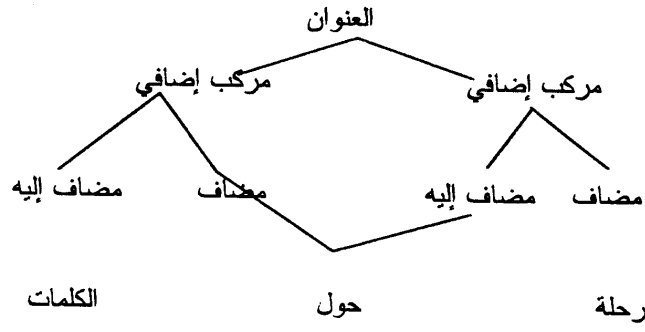 العنوان
مركب إضافي مركب إضافي
مضاف مضاف إليه مضاف مضاف إليه
رحلة حول الكلمات